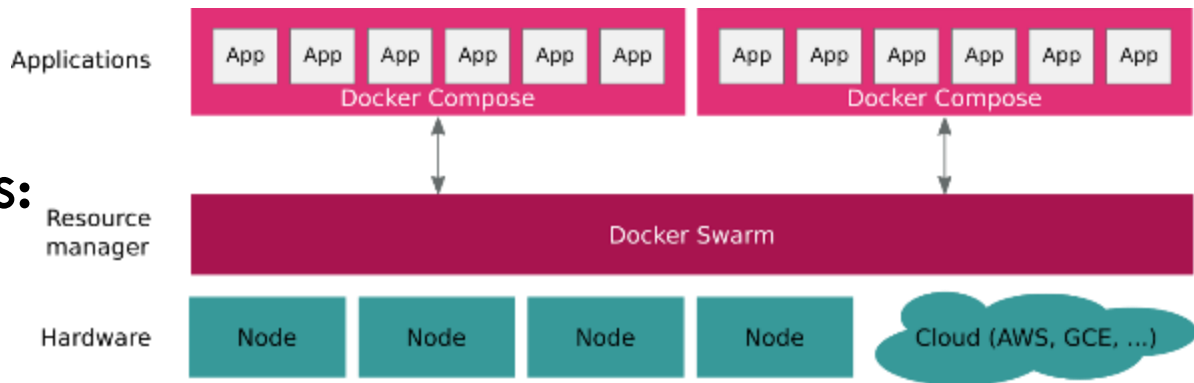 Applications
App App App App App App
Docker Compose
App App App App App App
Docker Compose
s:
Resource
manager
Docker Swarm
Hardware
Node Node Node Node Cloud (AWS, GCE, ...)